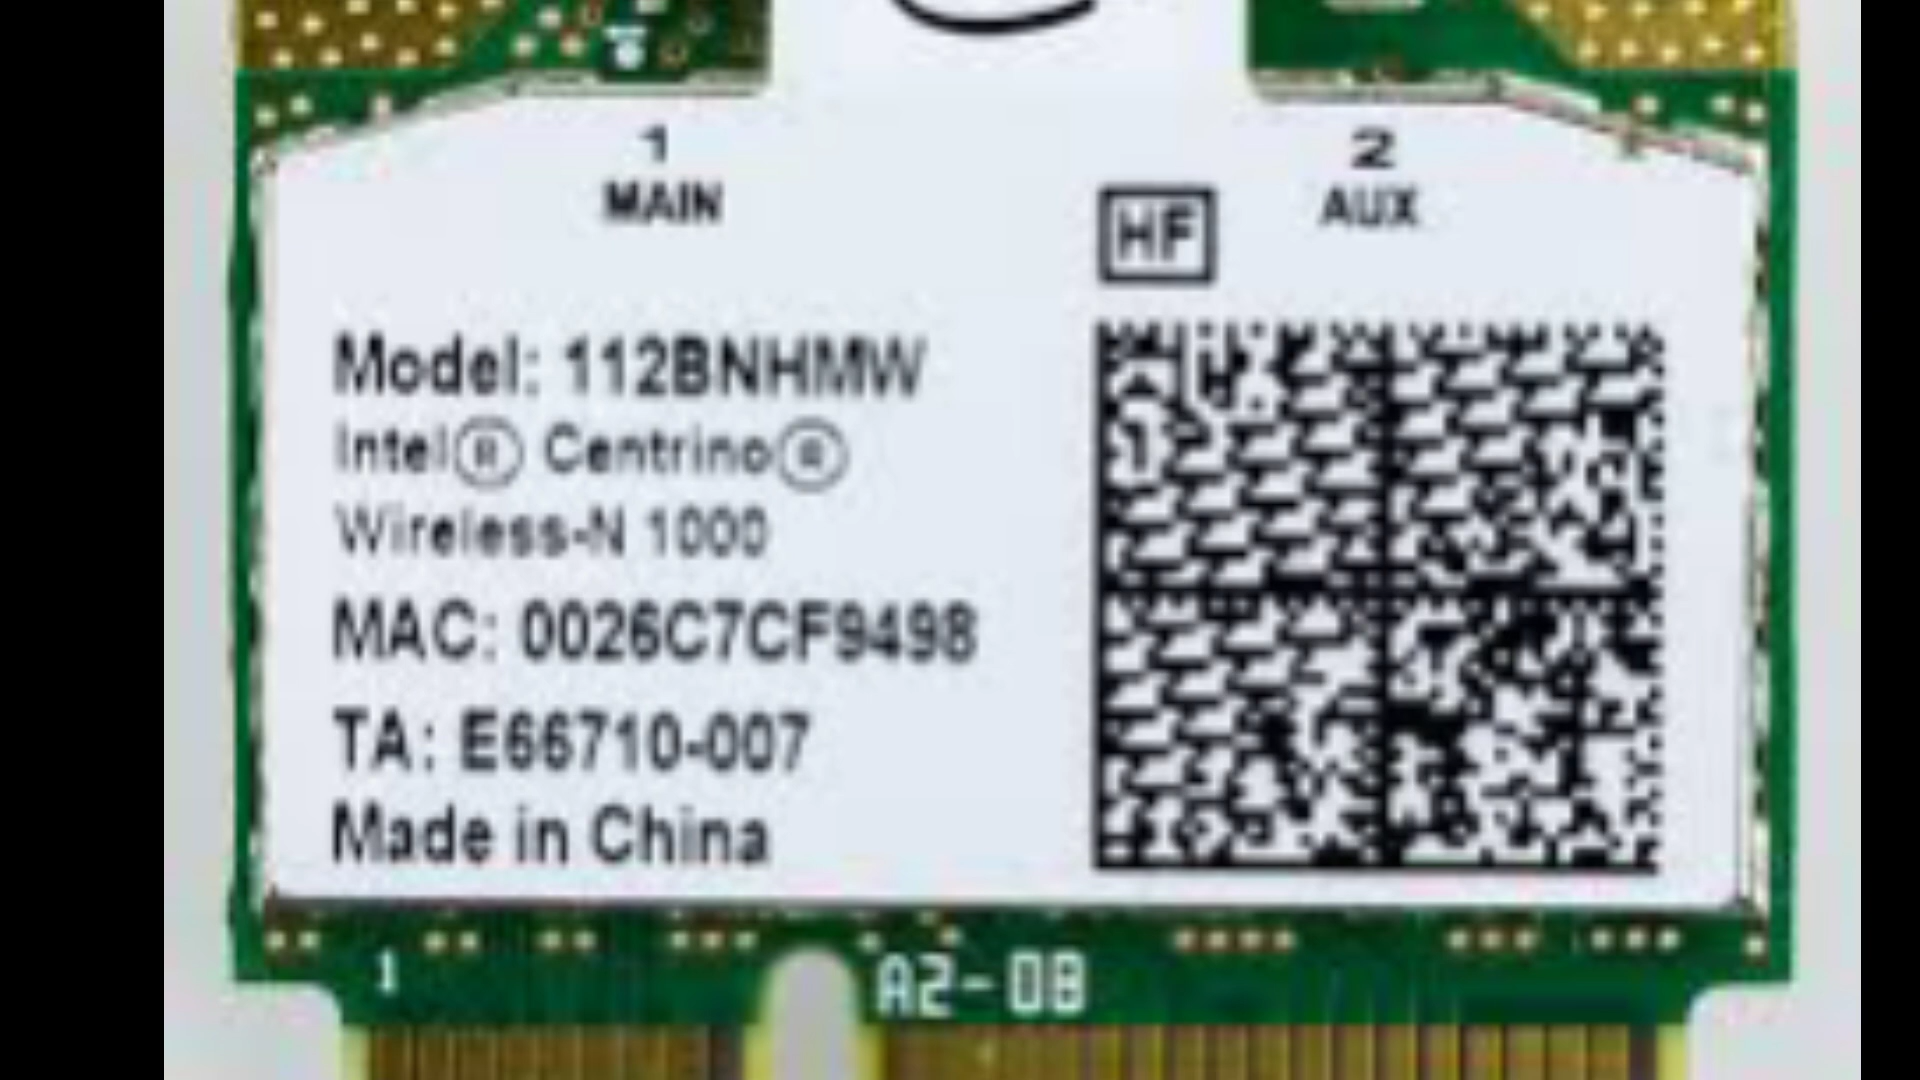 1
MAIN
2
AUX
HF
Model: 112BNHMW
Intel® Centrino®
Wireless-N 1000
MAC: 0026C7CF9498
TA: E66710-007
Made in China
1
A2-08